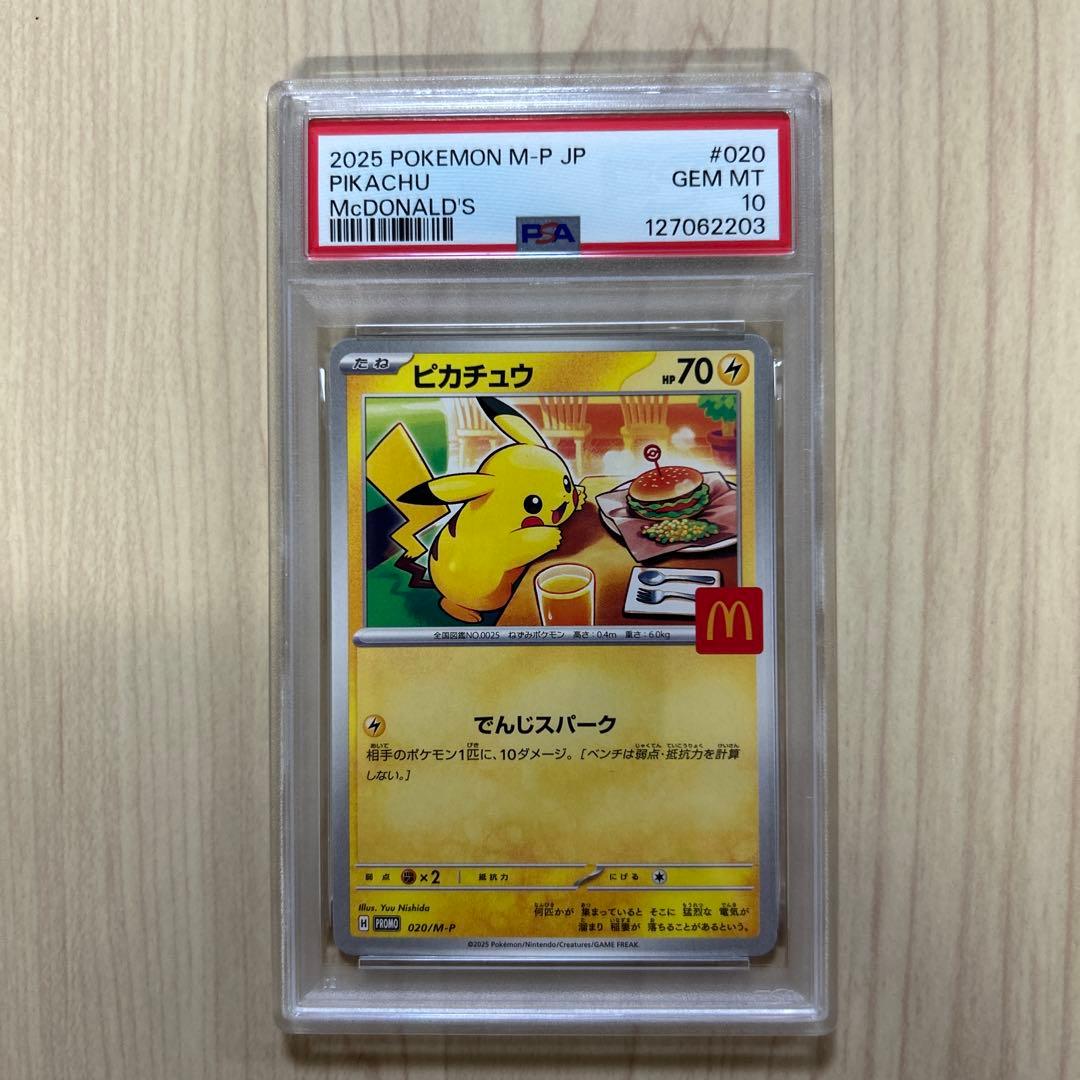 2025 POKEMON M-P JP #020
PIKACHU GEM MT
McDONALD'S 10
PSA 127062203
たね ピカチュウ HP70
全国図鑑NO.0025 ねずみポケモン 高さ:0.4m 重さ:6.0kg
でんじスパーク
相手のポケモン1匹に、10ダメージ。[ベンチは弱点・抵抗力を計算
しない。]
弱点 ×2 抵抗力 にげる
Illus. Yuu Nishida
何匹かが 集まっていると そこに 猛烈な 電気が
溜まり 稲妻が 落ちることがあるという。
H PROMO 020/M-P
©2025 Pokémon/Nintendo/Creatures/GAME FREAK.